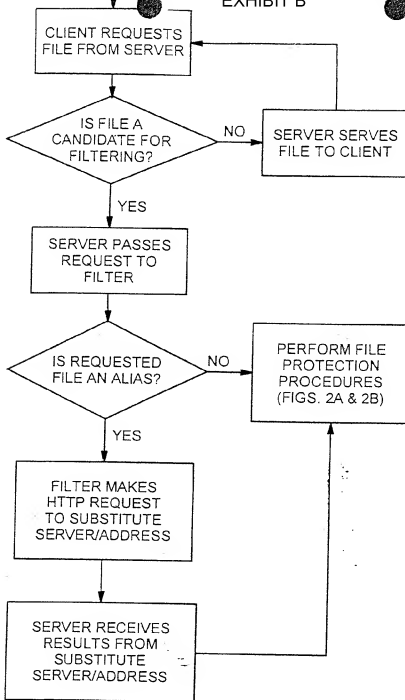 EXHIBIT B
CLIENT REQUESTS
FILE FROM SERVER
IS FILE A
CANDIDATE FOR
FILTERING?
NO
SERVER SERVES
FILE TO CLIENT
YES
SERVER PASSES
REQUEST TO
FILTER
IS REQUESTED
FILE AN ALIAS?
NO
PERFORM FILE
PROTECTION
PROCEDURES
(FIGS. 2A & 2B)
YES
FILTER MAKES
HTTP REQUEST
TO SUBSTITUTE
SERVER/ADDRESS
SERVER RECEIVES
RESULTS FROM
SUBSTITUTE
SERVER/ADDRESS